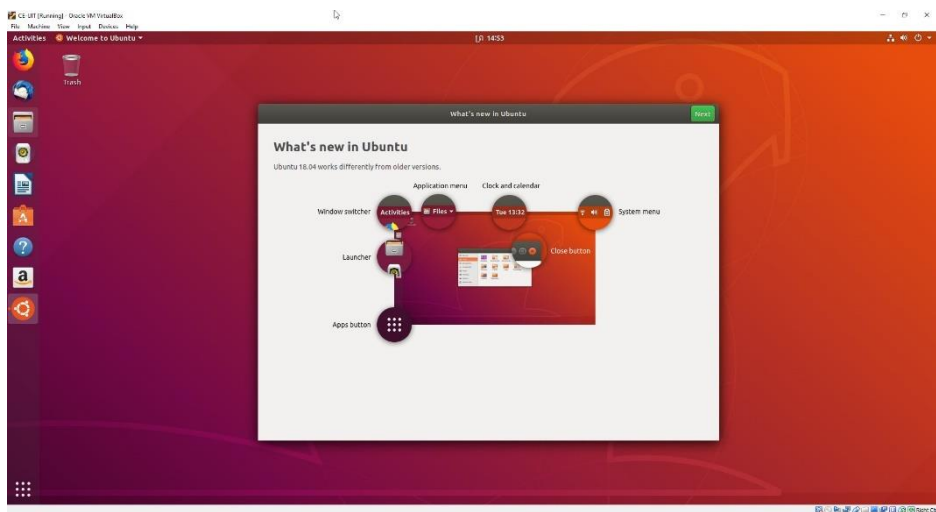 CE-UIT [Running] - Oracle VM VirtualBox
File Machine View Input Devices Help
Activities Welcome to Ubuntu 14:53
Trash
What's new in Ubuntu Next
What's new in Ubuntu
Ubuntu 18.04 works differently from older versions.
Application menu Clock and calendar
Window switcher Activities Files Tue 13:32 System menu
Launcher Close button
Apps button
Right Ct